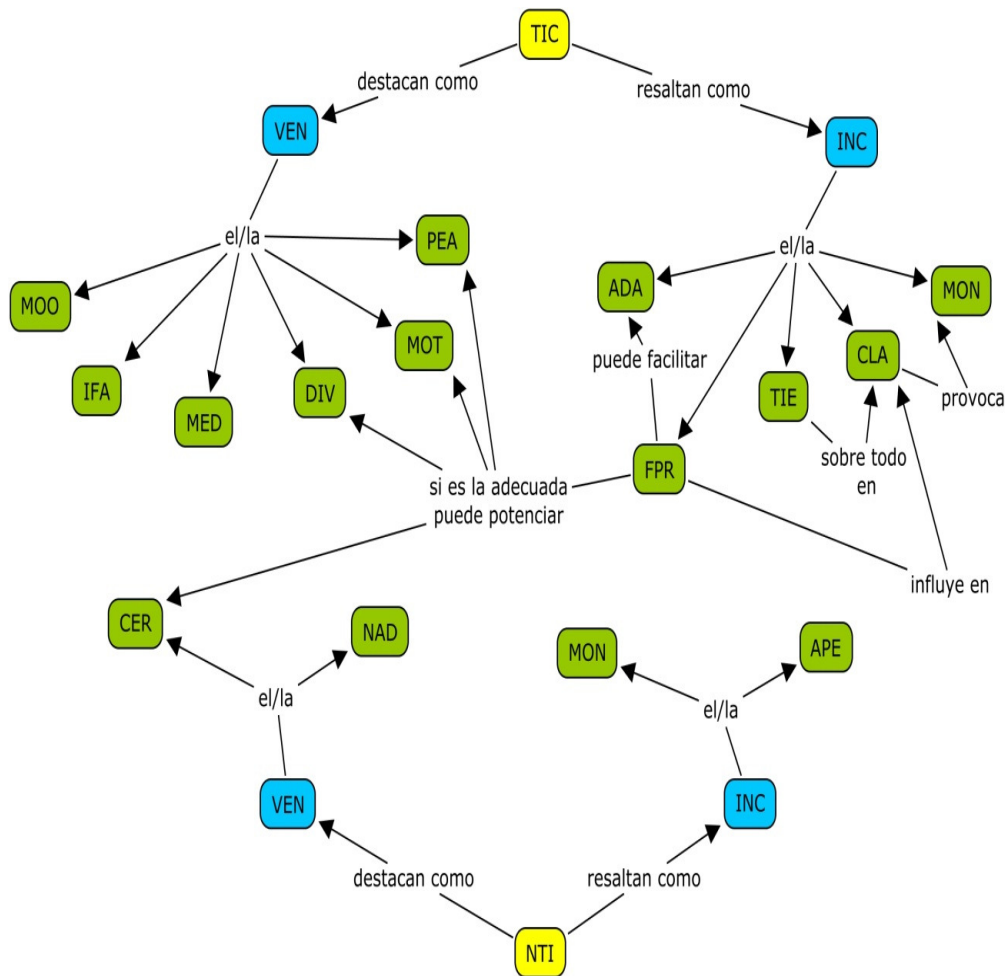 TIC
destacan como
resaltan como
VEN
INC
el/la
el/la
PEA
ADA
MON
MOO
MOT
puede facilitar
CLA
IFA
MED
DIV
TIE
provoca
sobre todo
en
FPR
si es la adecuada
puede potenciar
influye en
CER
NAD
MON
APE
el/la
el/la
VEN
INC
destacan como
resaltan como
NTI